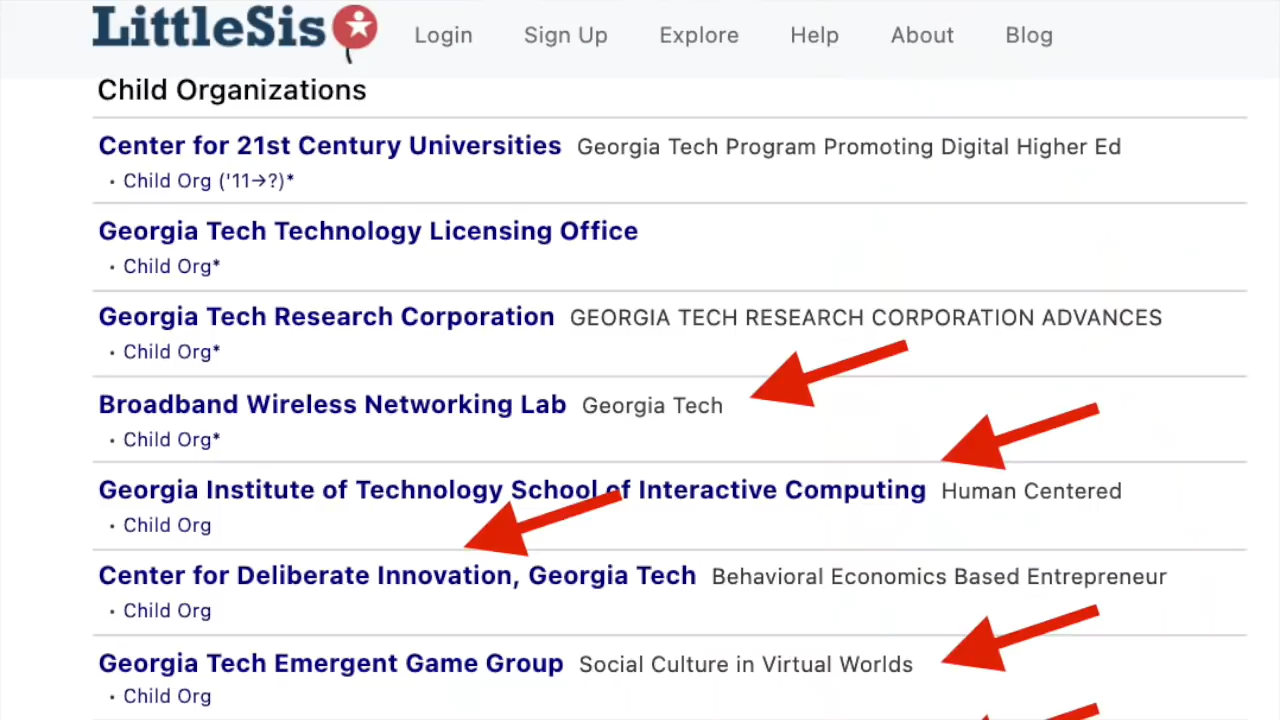 LittleSis Login Sign Up Explore Help About Blog
Child Organizations
Center for 21st Century Universities Georgia Tech Program Promoting Digital Higher Ed
· Child Org ('11→?)*
Georgia Tech Technology Licensing Office
· Child Org*
Georgia Tech Research Corporation GEORGIA TECH RESEARCH CORPORATION ADVANCES
· Child Org*
Broadband Wireless Networking Lab Georgia Tech
· Child Org*
Georgia Institute of Technology School of Interactive Computing Human Centered
· Child Org
Center for Deliberate Innovation, Georgia Tech Behavioral Economics Based Entrepreneur
· Child Org
Georgia Tech Emergent Game Group Social Culture in Virtual Worlds
· Child Org